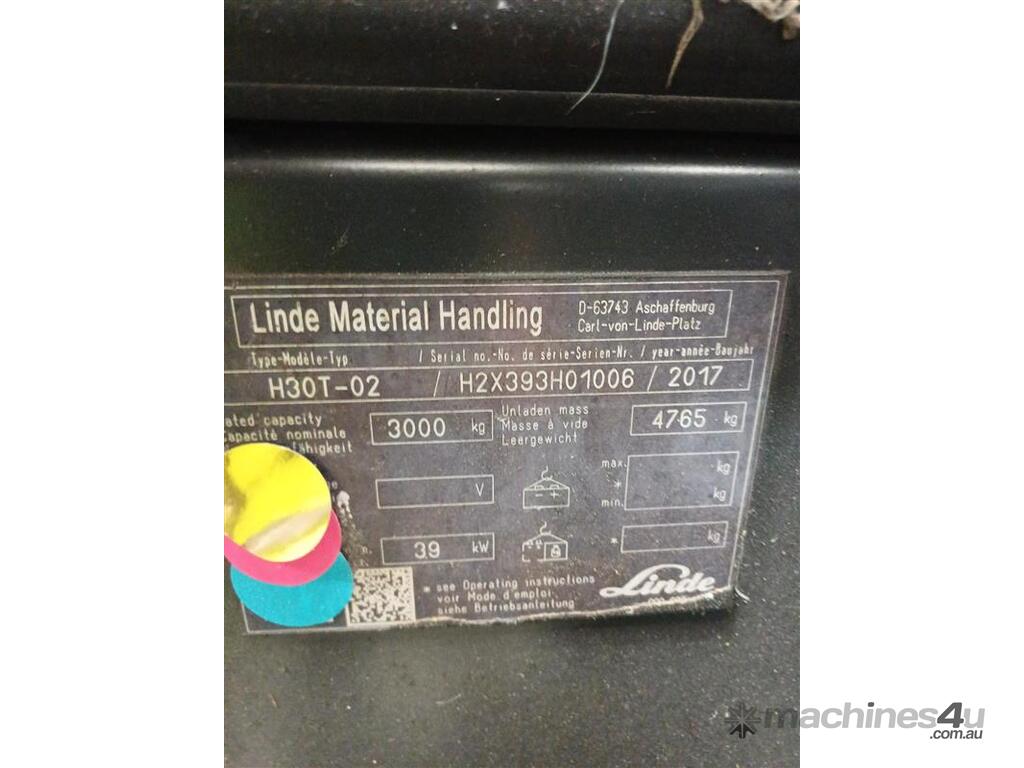 Linde Material Handling
D-63743 Aschaffenburg
Carl-von-Linde-Platz
Type-Modèle-Typ / Serial no.-No. de série-Serien-Nr. / year-année-Baujahr
H30T-02 / H2X393H01006 / 2017
ated capacity
Capacité nominale
fähigkeit
3000 kg
Unladen mass
Masse à vide
Leergewicht
4765 kg
V
- +
max. kg
*
min. kg
39 kW
* kg
* see Operating instructions
voir Mode d'emploi
siehe Betriebsanleitung
Linde
machines4u
.com.au